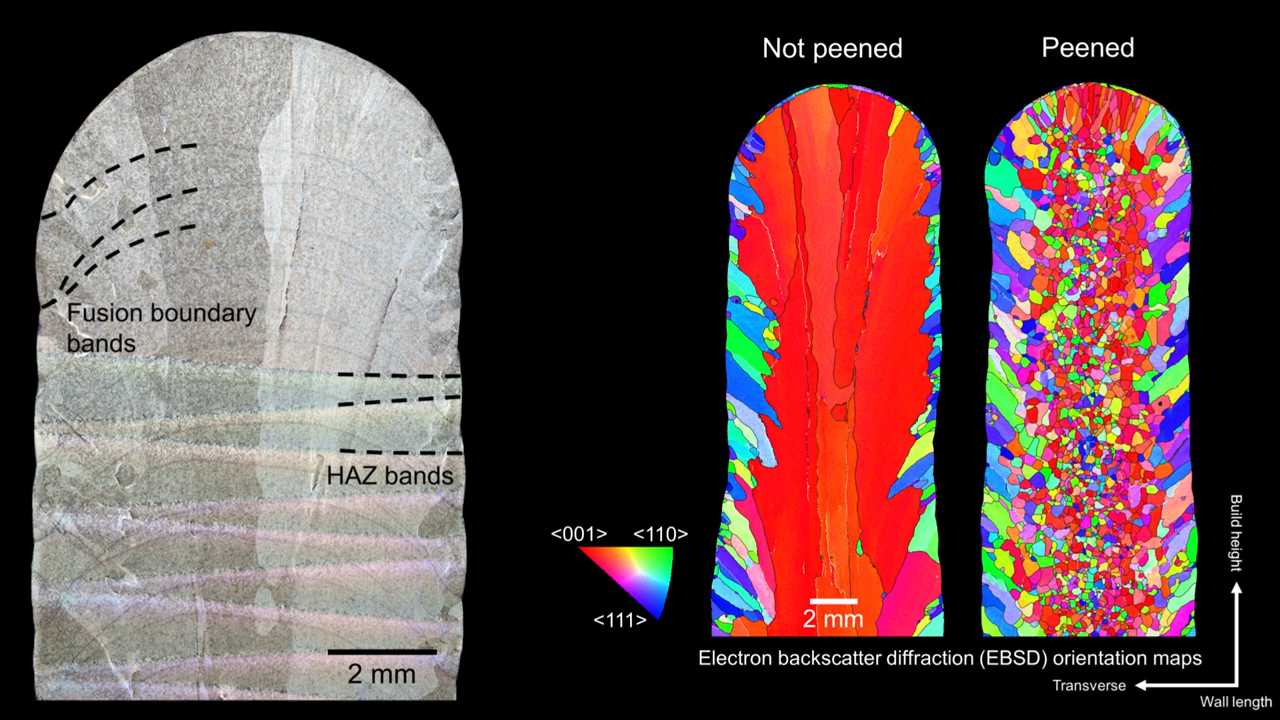 Fusion boundary
bands
HAZ bands
2 mm
Not peened
Peened
<001>
<110>
<111>
2 mm
Electron backscatter diffraction (EBSD) orientation maps
Build height
Transverse
Wall length